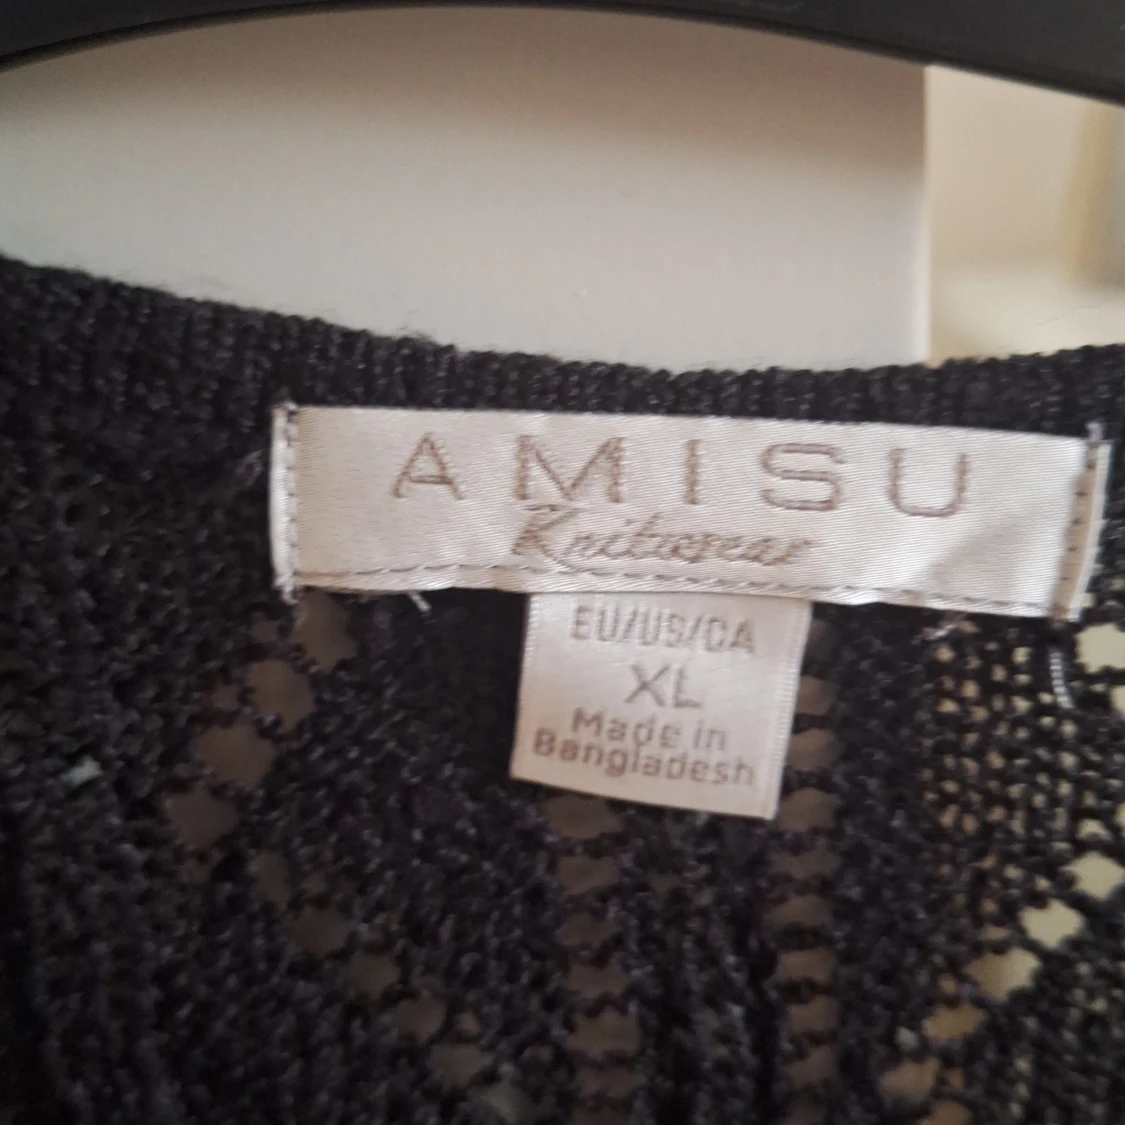 AMISU
Knitwear
EU/US/CA
XL
Made in
Bangladesh